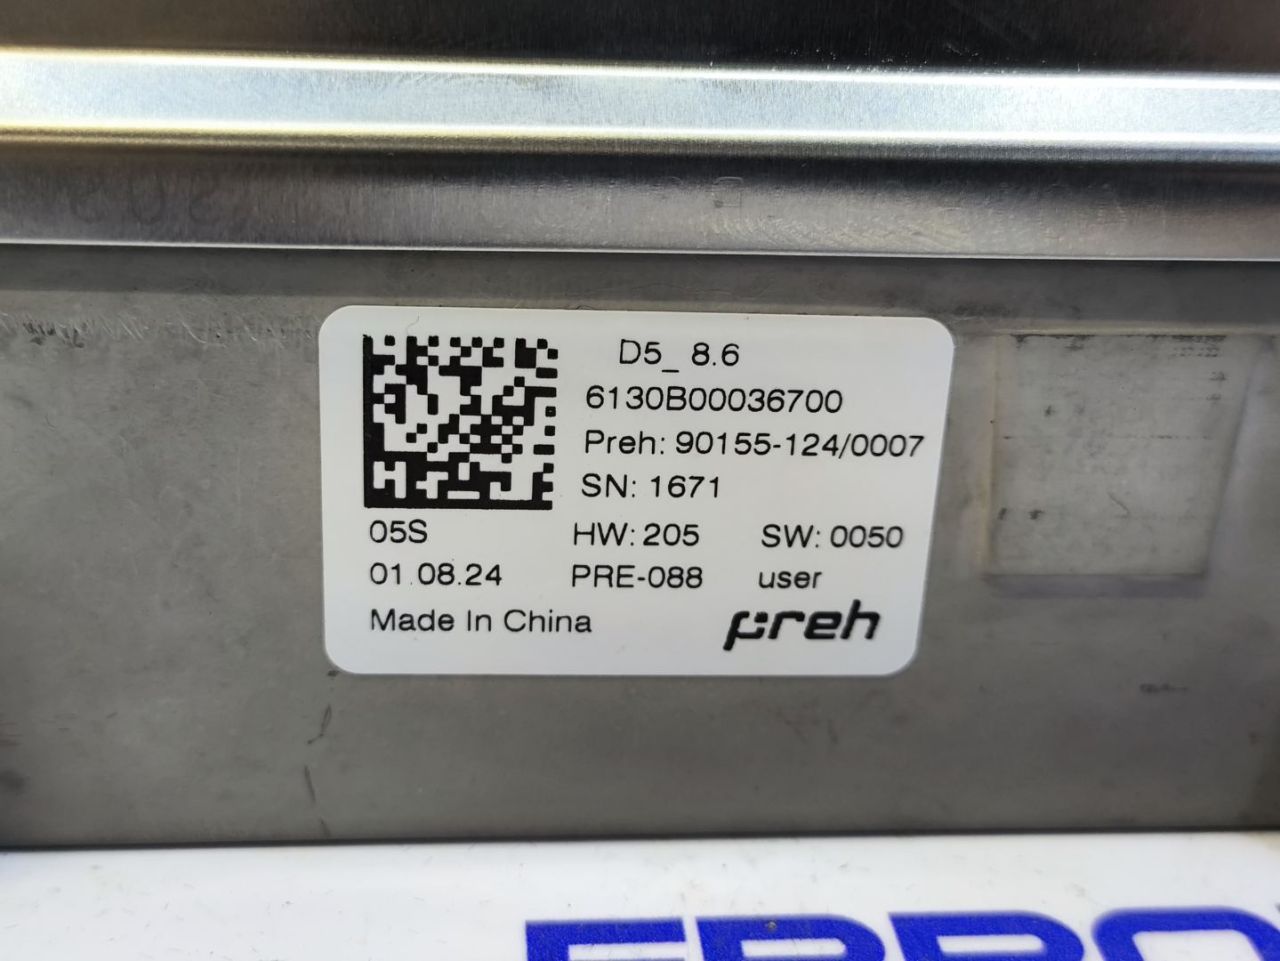 D5_ 8.6
6130B00036700
Preh: 90155-124/0007
SN: 1671
05S HW: 205 SW: 0050
01.08.24 PRE-088 user
Made In China preh